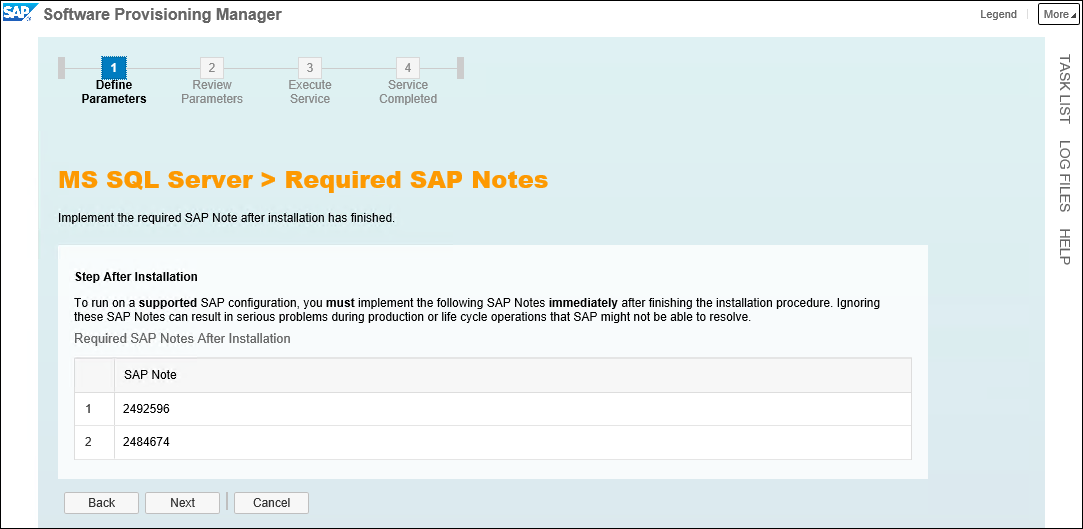 SAP Software Provisioning Manager
Legend
More
1
Define
Parameters
2
Review
Parameters
3
Execute
Service
4
Service
Completed
MS SQL Server > Required SAP Notes
Implement the required SAP Note after installation has finished.
Step After Installation
To run on a supported SAP configuration, you must implement the following SAP Notes immediately after finishing the installation procedure. Ignoring
these SAP Notes can result in serious problems during production or life cycle operations that SAP might not be able to resolve.
Required SAP Notes After Installation
SAP Note
1 2492596
2 2484674
Back Next Cancel
TASK LIST
LOG FILES
HELP